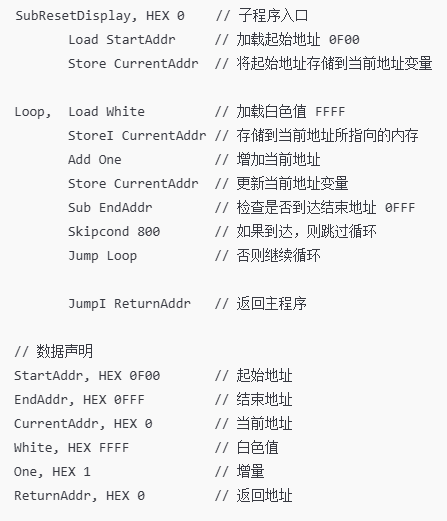 SubResetDisplay, HEX 0    // 子程序入口
Load StartAddr     // 加载起始地址 0F00
Store CurrentAddr  // 将起始地址存储到当前地址变量
Loop,  Load White         // 加载白色值 FFFF
StoreI CurrentAddr // 存储到当前地址所指向的内存
Add One            // 增加当前地址
Store CurrentAddr  // 更新当前地址变量
Sub EndAddr        // 检查是否到达结束地址 0FFF
Skipcond 800       // 如果到达，则跳过循环
Jump Loop          // 否则继续循环
JumpI ReturnAddr   // 返回主程序
// 数据声明
StartAddr, HEX 0F00       // 起始地址
EndAddr, HEX 0FFF         // 结束地址
CurrentAddr, HEX 0        // 当前地址
White, HEX FFFF           // 白色值
One, HEX 1                // 增量
ReturnAddr, HEX 0         // 返回地址